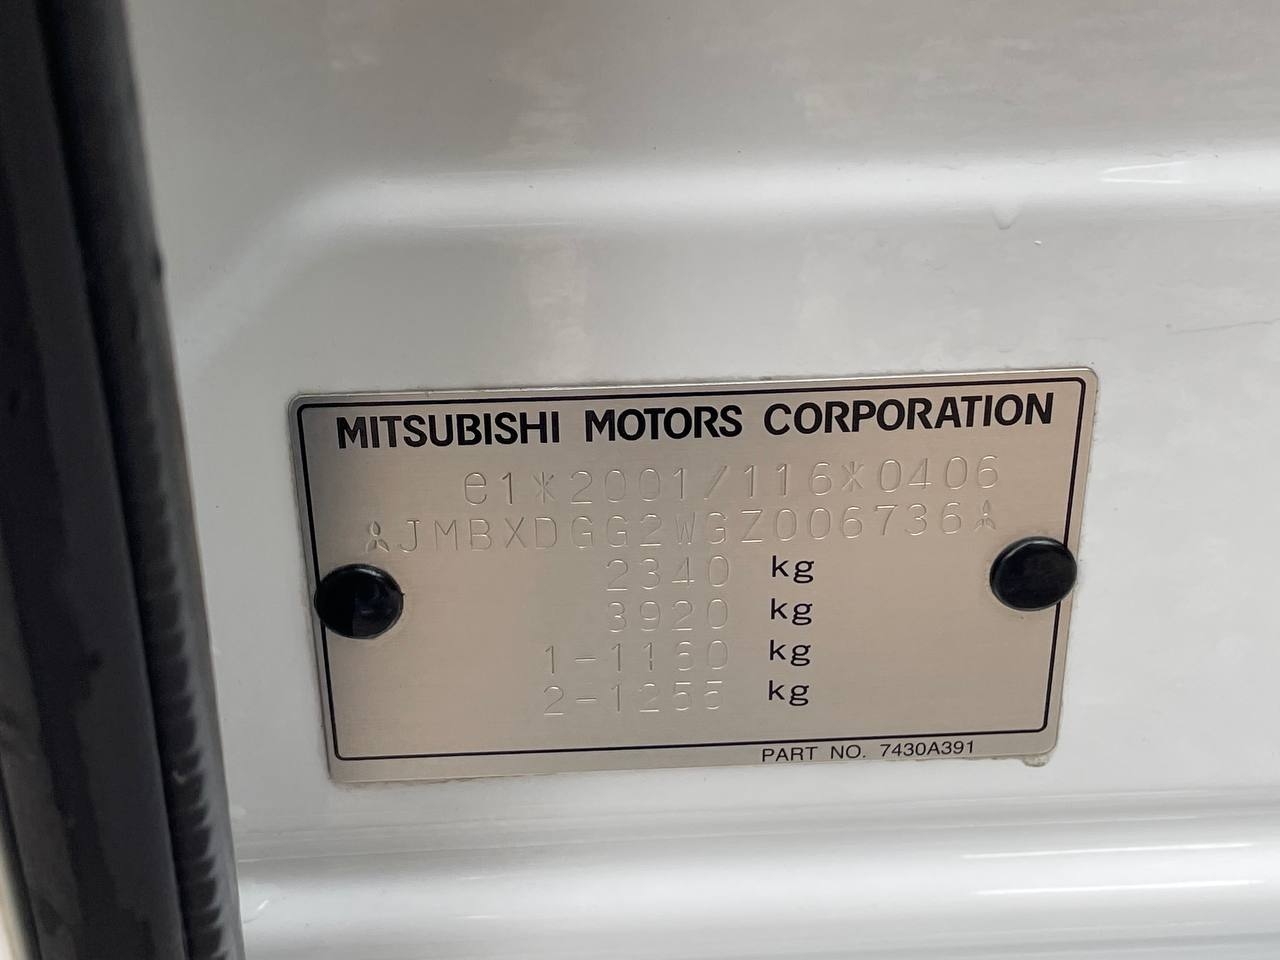 MITSUBISHI MOTORS CORPORATION
e1*2001/116*0406
JMBXDGG2WGZ006736
2340 kg
3920 kg
1-1160 kg
2-1255 kg
PART NO. 7430A391